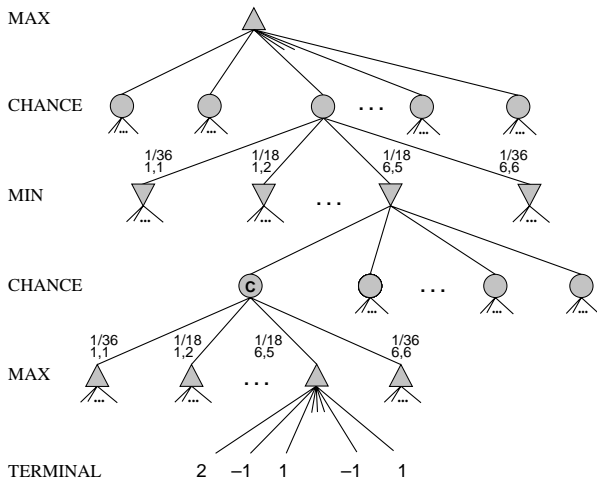 MAX
CHANCE
...
... ... ... ... ...
1/36 1/18 1/18 1/36
1,1 1,2 6,5 6,6
MIN
...
... ... ...
CHANCE
C
...
... ... ...
1/36 1/18 1/18 1/36
1,1 1,2 6,5 6,6
MAX
...
... ... ...
TERMINAL 2 –1 1 –1 1